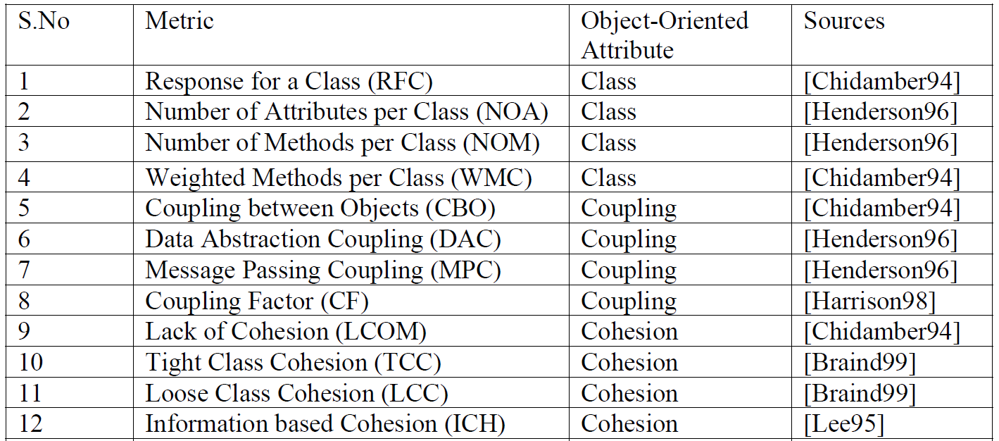 S.No Metric Object-Oriented Attribute Sources
1 Response for a Class (RFC) Class [Chidamber94]
2 Number of Attributes per Class (NOA) Class [Henderson96]
3 Number of Methods per Class (NOM) Class [Henderson96]
4 Weighted Methods per Class (WMC) Class [Chidamber94]
5 Coupling between Objects (CBO) Coupling [Chidamber94]
6 Data Abstraction Coupling (DAC) Coupling [Henderson96]
7 Message Passing Coupling (MPC) Coupling [Henderson96]
8 Coupling Factor (CF) Coupling [Harrison98]
9 Lack of Cohesion (LCOM) Cohesion [Chidamber94]
10 Tight Class Cohesion (TCC) Cohesion [Braind99]
11 Loose Class Cohesion (LCC) Cohesion [Braind99]
12 Information based Cohesion (ICH) Cohesion [Lee95]